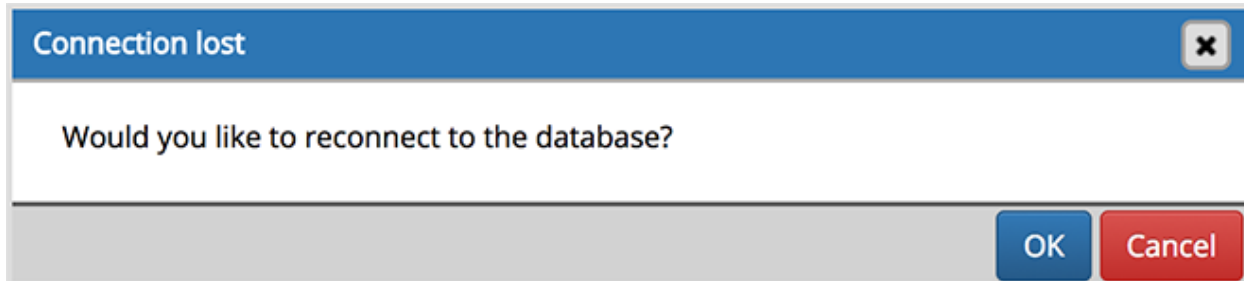 Connection lost
Would you like to reconnect to the database?
OK Cancel